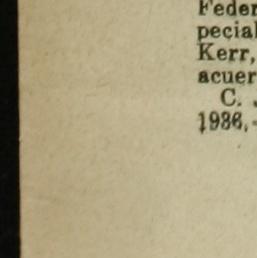 Feder
pecial
Kerr,
acuer
C. J
1936,-